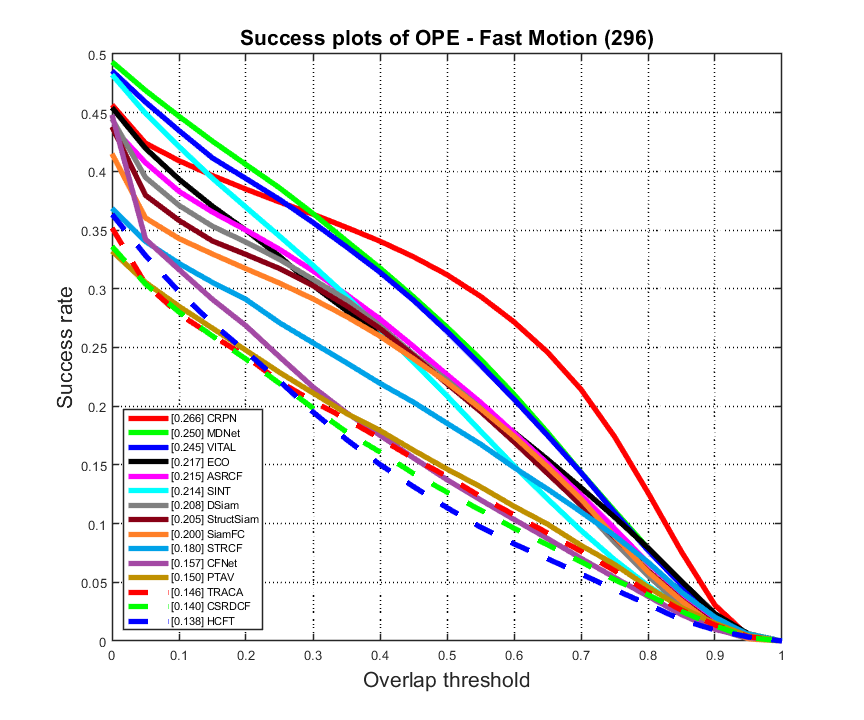 Success plots of OPE - Fast Motion (296)
0.5
0.45
0.4
0.35
0.3
0.25
0.2
0.15
0.1
0.05
0
Success rate
[0.266] CRPN
[0.250] MDNet
[0.245] VITAL
[0.217] ECO
[0.215] ASRCF
[0.214] SINT
[0.208] DSiam
[0.205] StructSiam
[0.200] SiamFC
[0.180] STRCF
[0.157] CFNet
[0.150] PTAV
[0.146] TRACA
[0.140] CSRDCF
[0.138] HCFT
0 0.1 0.2 0.3 0.4 0.5 0.6 0.7 0.8 0.9 1
Overlap threshold